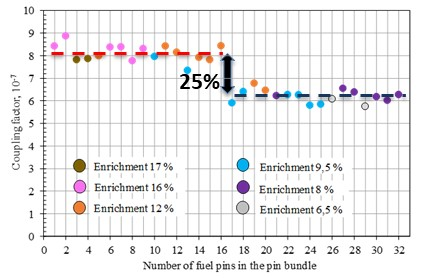 10
9
8
7
6
5
4
3
2
1
0
Coupling factor, 10⁻⁷
25%
Enrichment 17 %
Enrichment 16 %
Enrichment 12 %
Enrichment 9,5 %
Enrichment 8 %
Enrichment 6,5 %
0 2 4 6 8 10 12 14 16 18 20 22 24 26 28 30 32
Number of fuel pins in the pin bundle